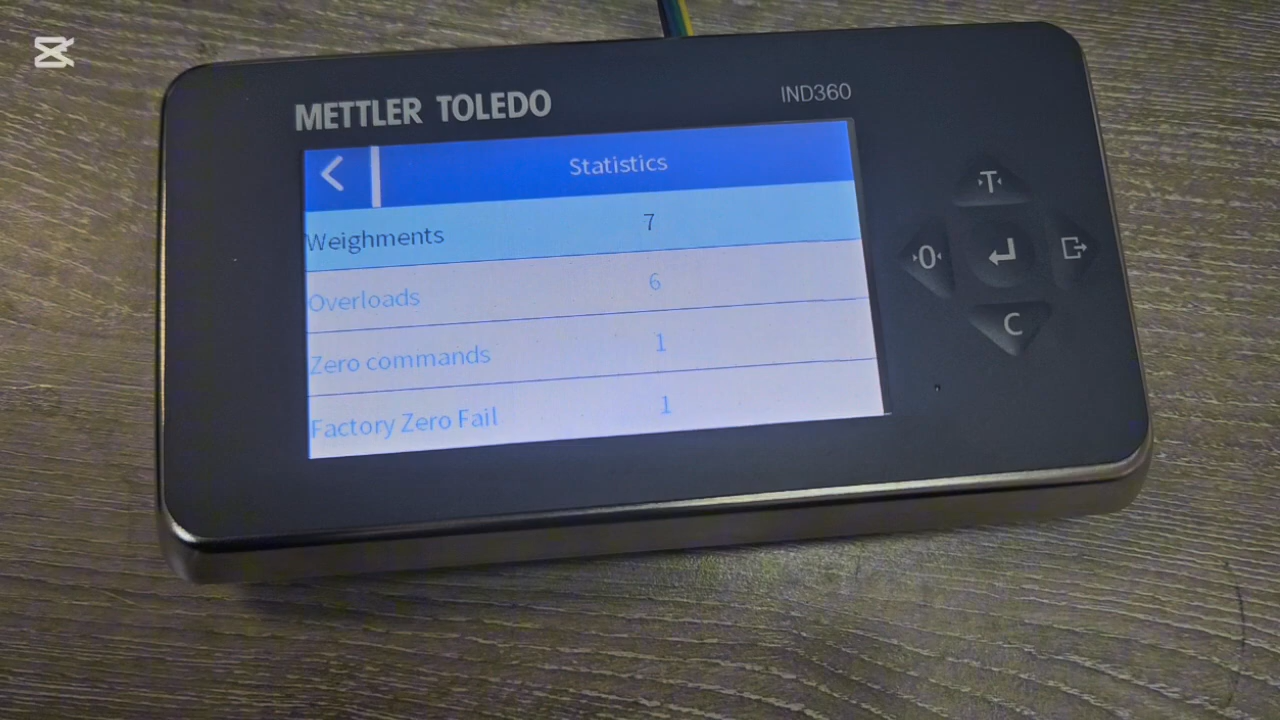 METTLER TOLEDO
IND360
Statistics
Weighments 7
Overloads 6
Zero commands 1
Factory Zero Fail 1
T
0
C